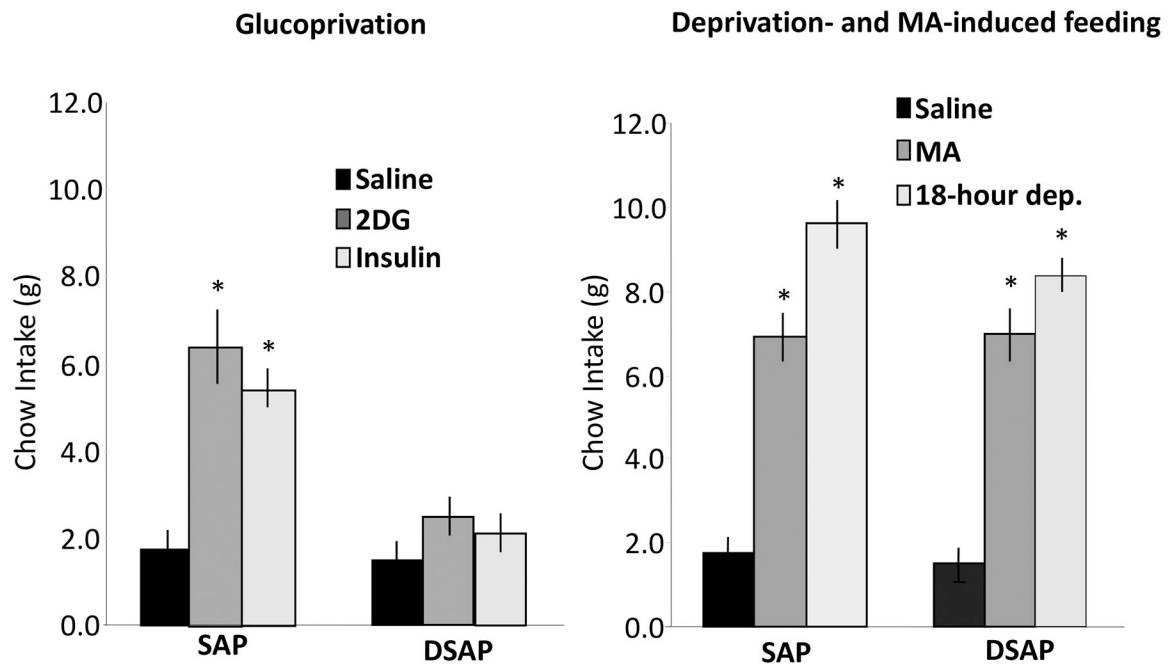 Glucoprivation
Chow Intake (g)
12.0
10.0
8.0
6.0
4.0
2.0
0.0
Saline
2DG
Insulin
*
*
SAP
DSAP
Deprivation- and MA-induced feeding
Chow Intake (g)
12.0
10.0
8.0
6.0
4.0
2.0
0.0
Saline
MA
18-hour dep.
*
*
*
*
SAP
DSAP